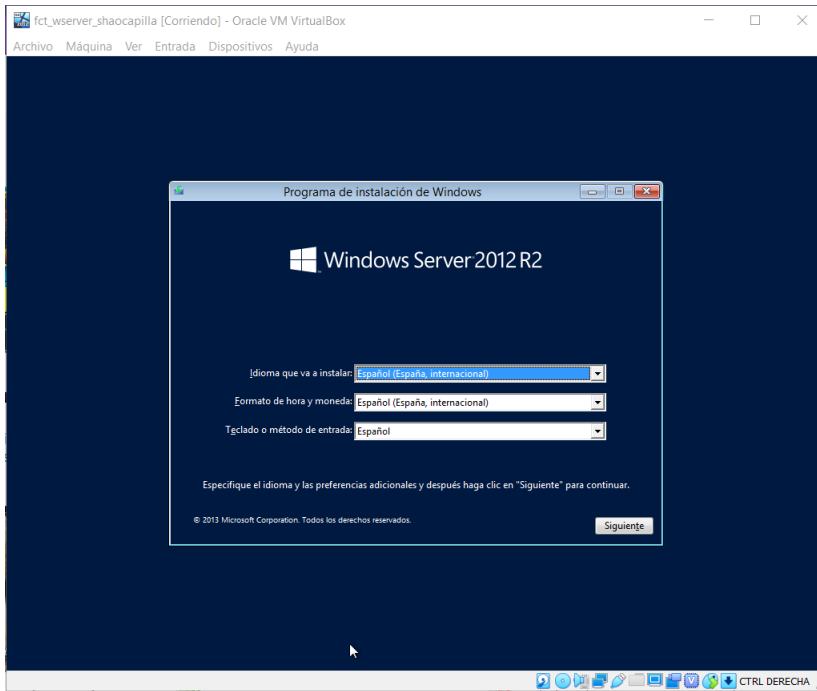 fct_wserver_shaocapilla [Corriendo] - Oracle VM VirtualBox
Archivo Máquina Ver Entrada Dispositivos Ayuda
Programa de instalación de Windows
Windows Server 2012 R2
Idioma que va a instalar: Español (España, internacional)
Formato de hora y moneda: Español (España, internacional)
Teclado o método de entrada: Español
Especifique el idioma y las preferencias adicionales y después haga clic en "Siguiente" para continuar.
© 2013 Microsoft Corporation. Todos los derechos reservados.
Siguiente
CTRL DERECHA